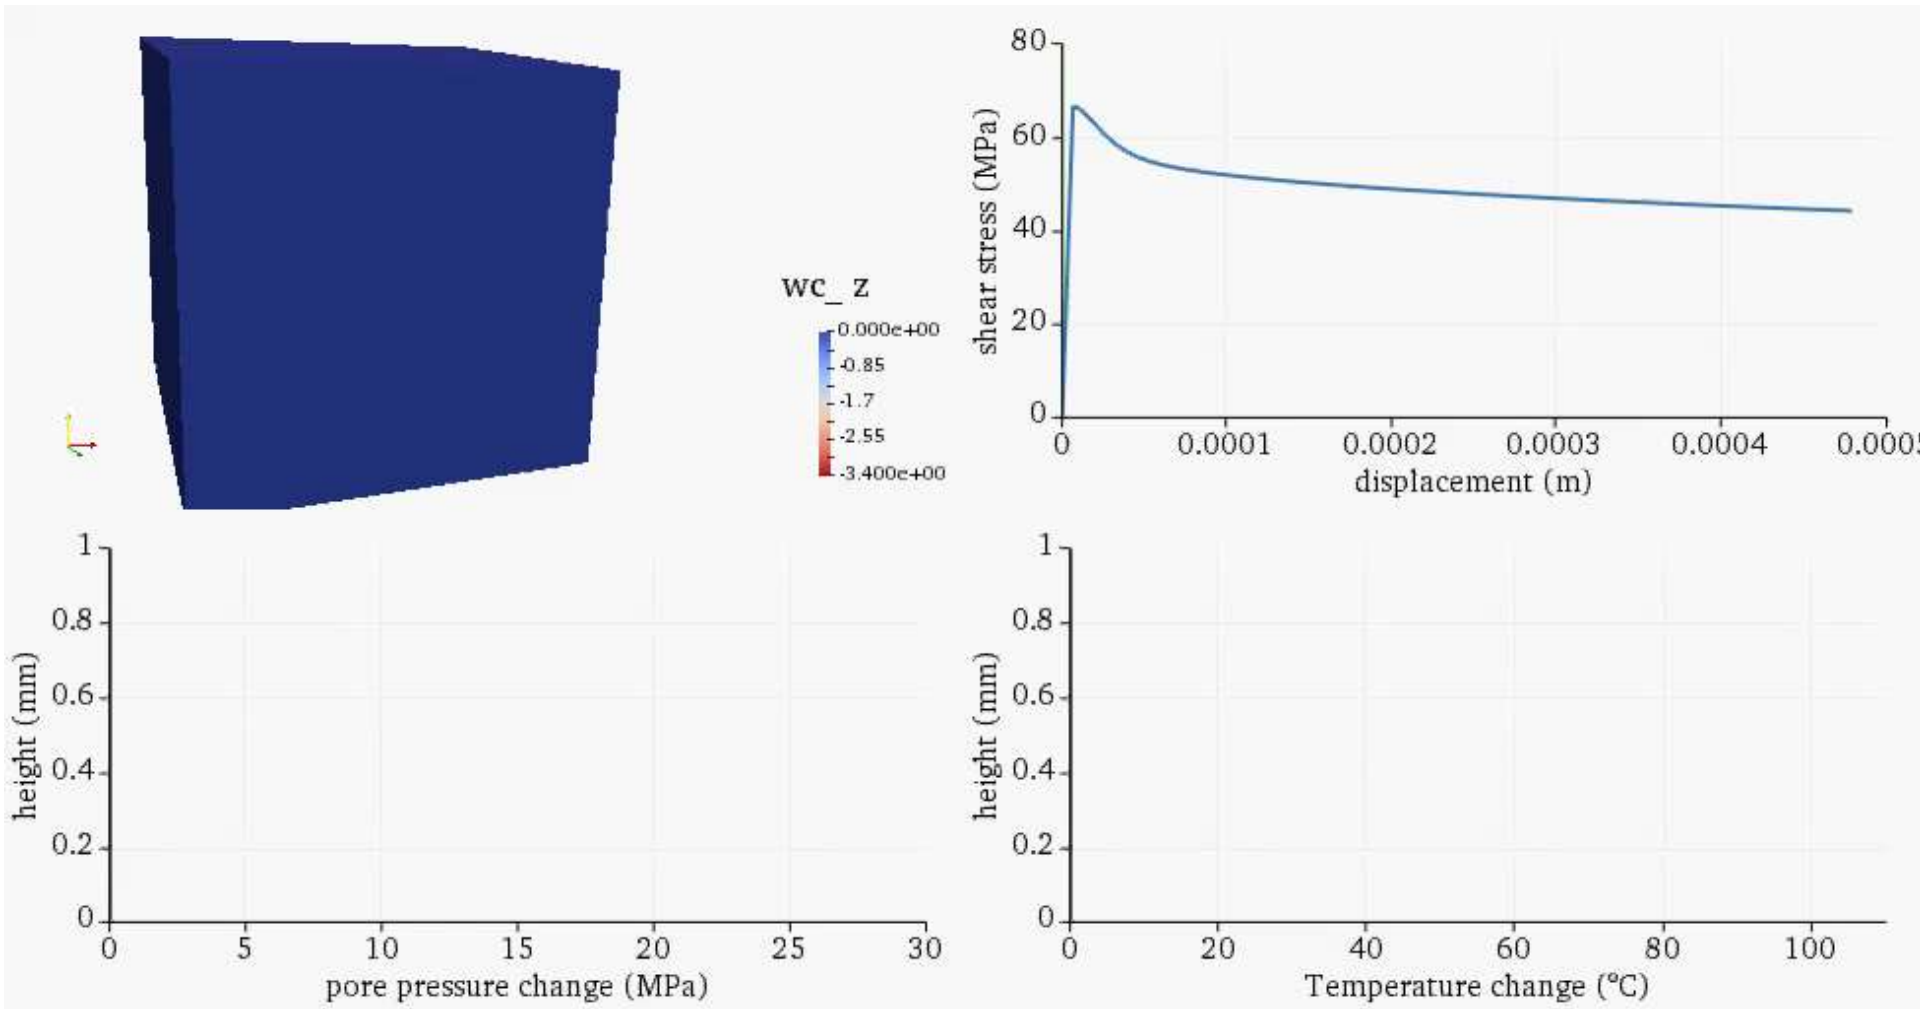 wc_ z
0.000e+00
-0.85
-1.7
-2.55
-3.400e+00
80
60
40
20
0
shear stress (MPa)
0 0.0001 0.0002 0.0003 0.0004 0.0005
displacement (m)
1
0.8
0.6
0.4
0.2
0
height (mm)
0 5 10 15 20 25 30
pore pressure change (MPa)
1
0.8
0.6
0.4
0.2
0
height (mm)
0 20 40 60 80 100
Temperature change (°C)